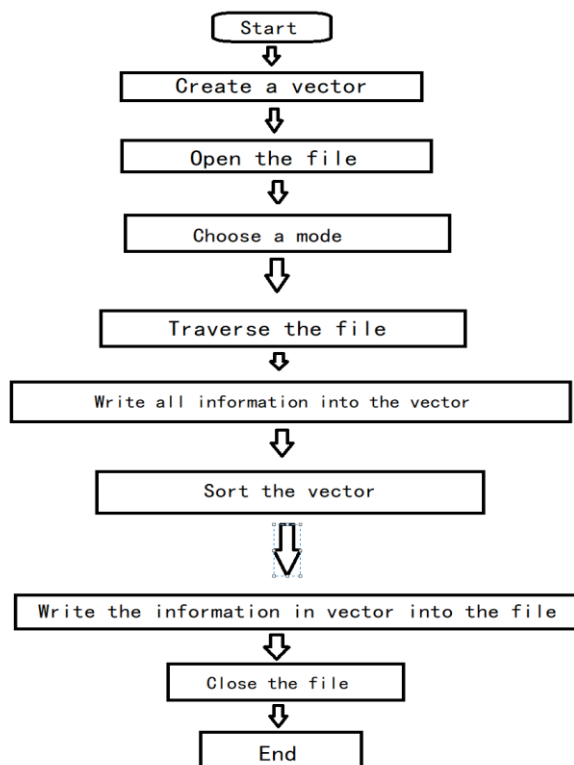 Start
Create a vector
Open the file
Choose a mode
Traverse the file
Write all information into the vector
Sort the vector
Write the information in vector into the file
Close the file
End